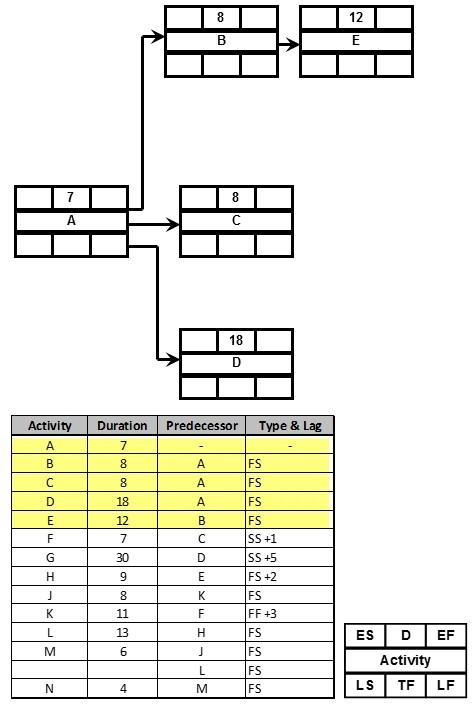 8
B
12
E
7
A
8
C
18
D
Activity Duration Predecessor Type & Lag
A 7 - -
B 8 A FS
C 8 A FS
D 18 A FS
E 12 B FS
F 7 C SS +1
G 30 D SS +5
H 9 E FS +2
J 8 K FS
K 11 F FF +3
L 13 H FS
M 6 J FS
L FS
N 4 M FS
ES D EF
Activity
LS TF LF